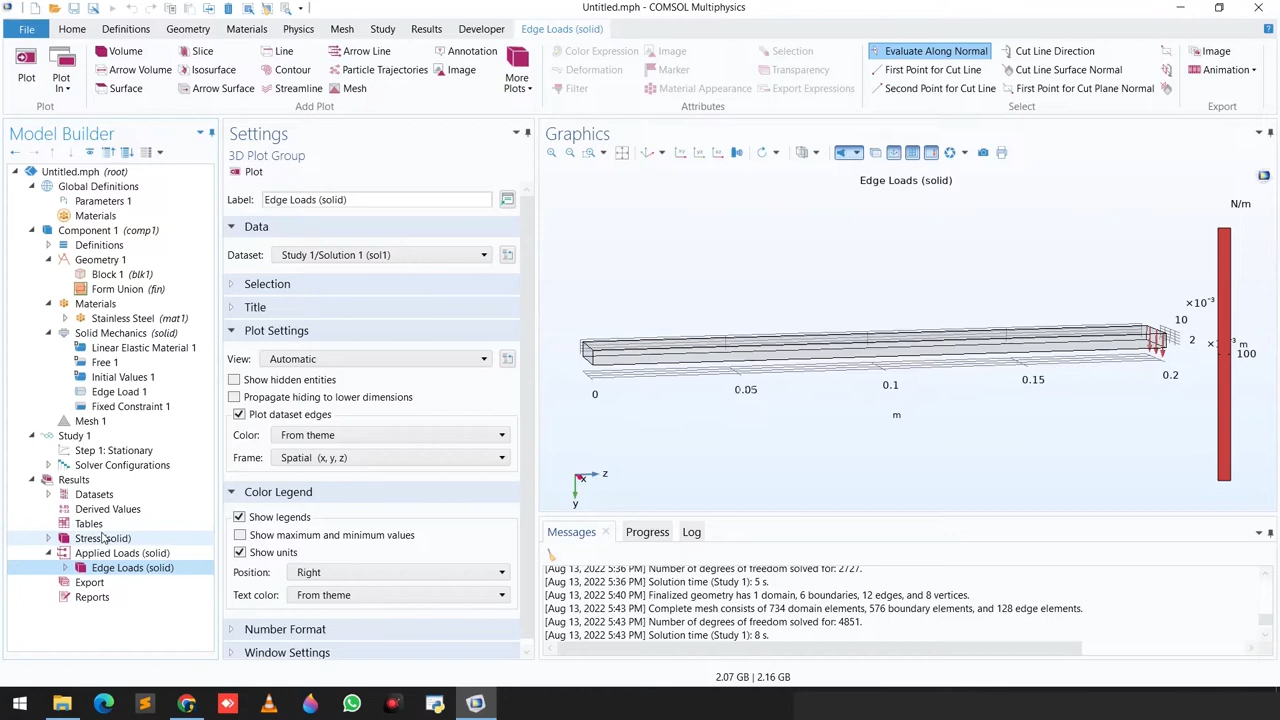 Untitled.mph - COMSOL Multiphysics
File Home Definitions Geometry Materials Physics Mesh Study Results Developer Edge Loads (solid)
Plot
Plot In
Volume Slice Line Arrow Line Annotation
Arrow Volume Isosurface Contour Particle Trajectories Image
Surface Arrow Surface Streamline Mesh
More Plots
Color Expression Image Selection
Deformation Marker Transparency
Filter Material Appearance Export Expressions
Evaluate Along Normal Cut Line Direction
First Point for Cut Line Cut Line Surface Normal
Second Point for Cut Line First Point for Cut Plane Normal
Image
Animation
Plot Add Plot Attributes Select Export
Model Builder
Untitled.mph (root)
Global Definitions
Parameters 1
Materials
Component 1 (comp1)
Definitions
Geometry 1
Block 1 (blk1)
Form Union (fin)
Materials
Stainless Steel (mat1)
Solid Mechanics (solid)
Linear Elastic Material 1
Free 1
Initial Values 1
Edge Load 1
Fixed Constraint 1
Mesh 1
Study 1
Step 1: Stationary
Solver Configurations
Results
Datasets
Derived Values
Tables
Stress (solid)
Applied Loads (solid)
Edge Loads (solid)
Export
Reports
Settings
3D Plot Group
Plot
Label: Edge Loads (solid)
Data
Dataset: Study 1/Solution 1 (sol1)
Selection
Title
Plot Settings
View: Automatic
Show hidden entities
Propagate hiding to lower dimensions
Plot dataset edges
Color: From theme
Frame: Spatial (x, y, z)
Color Legend
Show legends
Show maximum and minimum values
Show units
Position: Right
Text color: From theme
Number Format
Window Settings
Graphics
Edge Loads (solid)
N/m
×10⁻³
10
2
m
100
0 0.05 0.1 0.15 0.2
m
x
y
z
Messages Progress Log
[Aug 13, 2022 5:36 PM] Number of degrees of freedom solved for: 2727.
[Aug 13, 2022 5:36 PM] Solution time (Study 1): 5 s.
[Aug 13, 2022 5:40 PM] Finalized geometry has 1 domain, 6 boundaries, 12 edges, and 8 vertices.
[Aug 13, 2022 5:43 PM] Complete mesh consists of 734 domain elements, 576 boundary elements, and 128 edge elements.
[Aug 13, 2022 5:43 PM] Number of degrees of freedom solved for: 4851.
[Aug 13, 2022 5:43 PM] Solution time (Study 1): 8 s.
2.07 GB | 2.16 GB